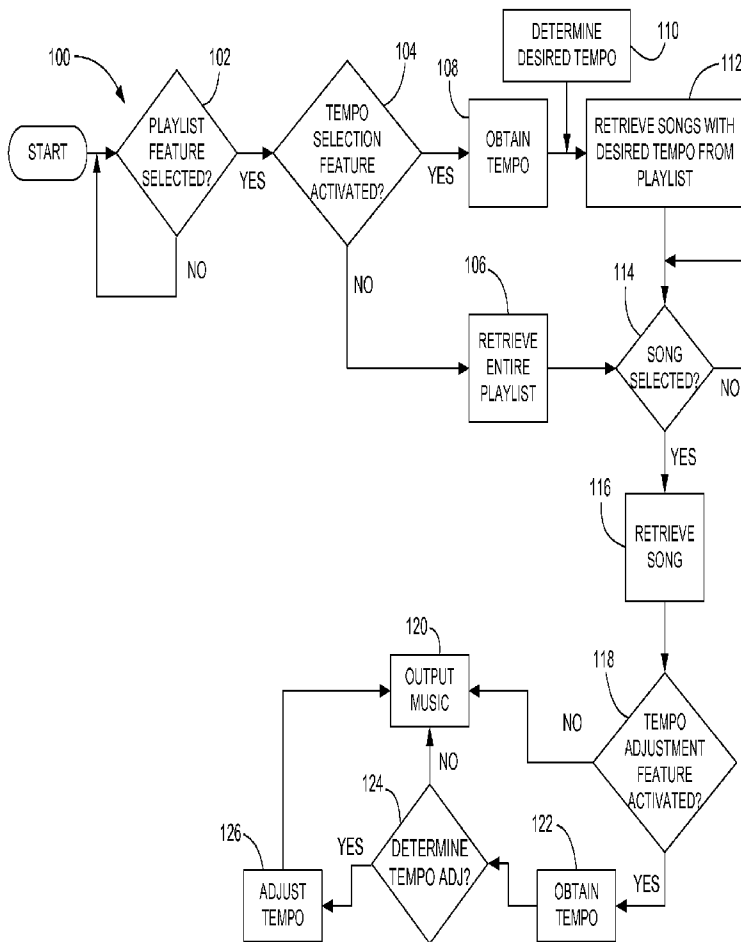 100
START
102
PLAYLIST
FEATURE
SELECTED?
YES
NO
104
TEMPO
SELECTION
FEATURE
ACTIVATED?
YES
NO
108
OBTAIN
TEMPO
DETERMINE
DESIRED TEMPO
110
112
RETRIEVE SONGS WITH
DESIRED TEMPO FROM
PLAYLIST
106
RETRIEVE
ENTIRE
PLAYLIST
114
SONG
SELECTED?
NO
YES
116
RETRIEVE
SONG
118
TEMPO
ADJUSTMENT
FEATURE
ACTIVATED?
NO
YES
120
OUTPUT
MUSIC
122
OBTAIN
TEMPO
124
DETERMINE
TEMPO ADJ?
NO
YES
126
ADJUST
TEMPO